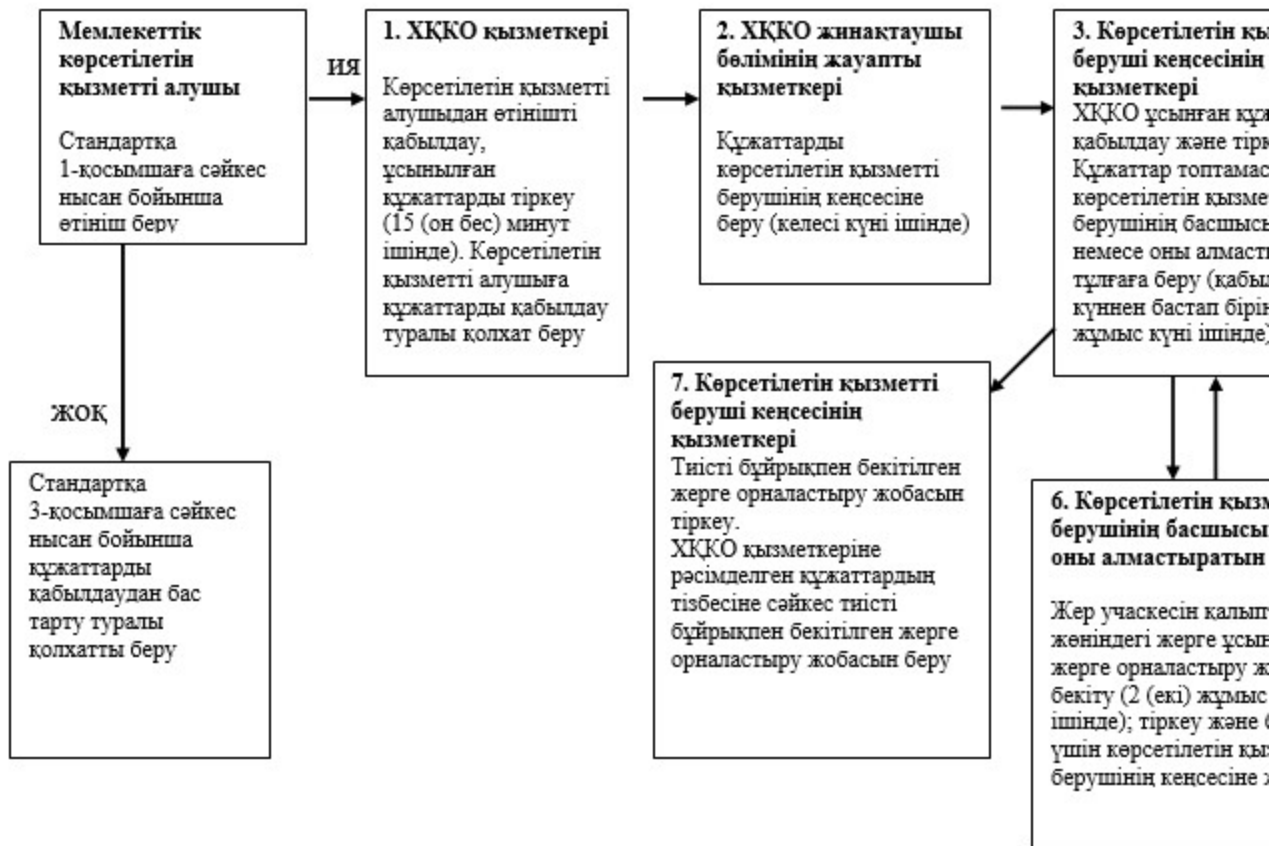 Мемлекеттік
көрсетілетін
қызметті алушы
Стандартқа
1-қосымшаға сәйкес
нысан бойынша
өтініш беру
ИЯ
1. ХҚКО қызметкері
Көрсетілетін қызметті
алушыдан өтінішті
қабылдау,
ұсынылған
құжаттарды тіркеу
(15 (он бес) минут
ішінде). Көрсетілетін
қызметті алушыға
құжаттарды қабылдау
туралы қолхат беру
2. ХҚКО жинақтаушы
бөлімінің жауапты
қызметкері
Құжаттарды
көрсетілетін қызметті
берушінің кеңсесіне
беру (келесі күні ішінде)
3. Көрсетілетін
беруші кеңсесінің
қызметкері
ХҚКО ұсынған
қабылдау және
Құжаттар
көрсетілетін
берушінің
немесе оны
тұлғаға беру
күннен бастап
жұмыс күні ішінде)
ЖОҚ
Стандартқа
3-қосымшаға сәйкес
нысан бойынша
құжаттарды
қабылдаудан бас
тарту туралы
қолхатты беру
7. Көрсетілетін қызметті
беруші кеңсесінің
қызметкері
Тиісті бұйрықпен бекітілген
жерге орналастыру жобасын
тіркеу.
ХҚКО қызметкеріне
рәсімделген құжаттардың
тізбесіне сәйкес тиісті
бұйрықпен бекітілген жерге
орналастыру жобасын беру
6. Көрсетілетін
берушінің басшысы
оны алмастыратын
Жер учаскесін
жөніндегі жерге
жерге орналастыру
бекіту (2 (екі) жұмыс
ішінде); тіркеу және
үшін көрсетілетін
берушінің кеңсесіне